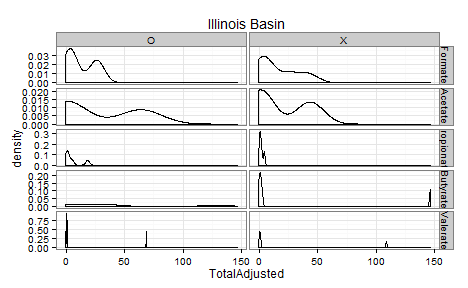 Illinois Basin
O X
0.03
0.02
0.01
0.00
Formate
0.020
0.015
0.010
0.005
0.000
Acetate
0.3
0.2
0.1
0.0
ropionat
0.20
0.15
0.10
0.05
0.00
Butyrate
0.75
0.50
0.25
0.00
Valerate
density
0 50 100 150 0 50 100 150
TotalAdjusted